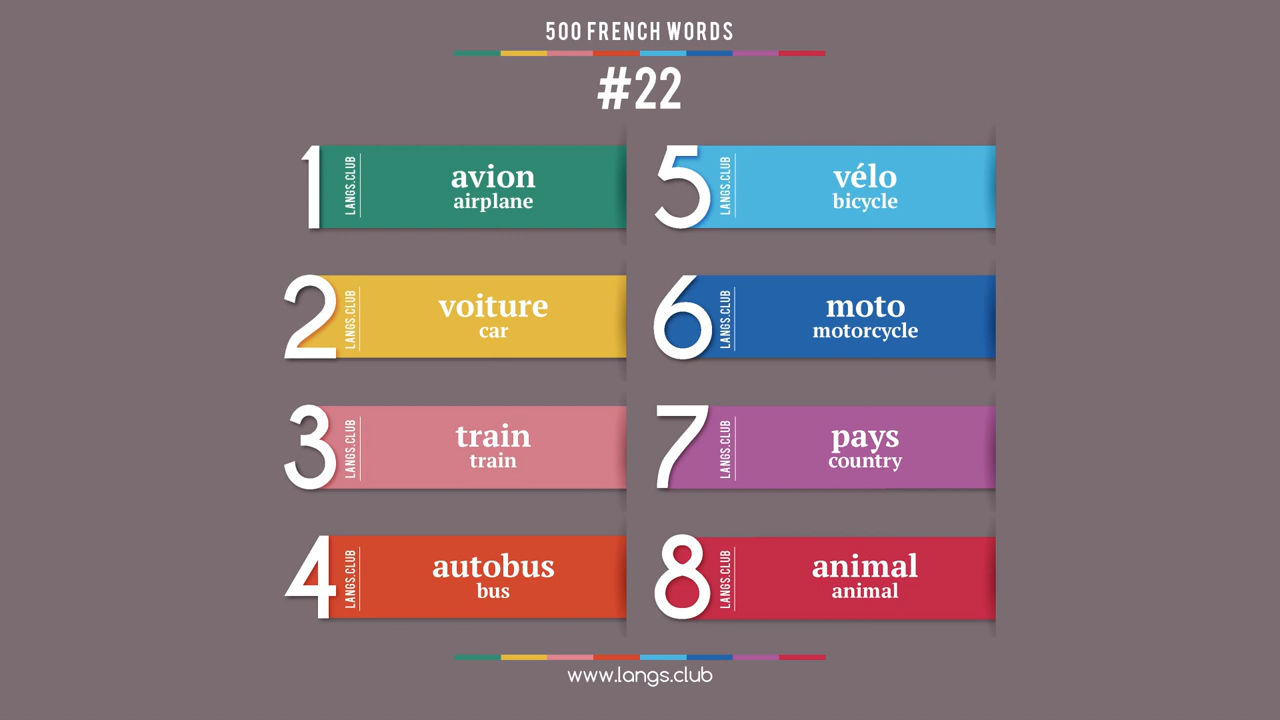 500 FRENCH WORDS
#22
1
LANGS.CLUB
avion
airplane
2
LANGS.CLUB
voiture
car
3
LANGS.CLUB
train
train
4
LANGS.CLUB
autobus
bus
5
LANGS.CLUB
vélo
bicycle
6
LANGS.CLUB
moto
motorcycle
7
LANGS.CLUB
pays
country
8
LANGS.CLUB
animal
animal
www.langs.club